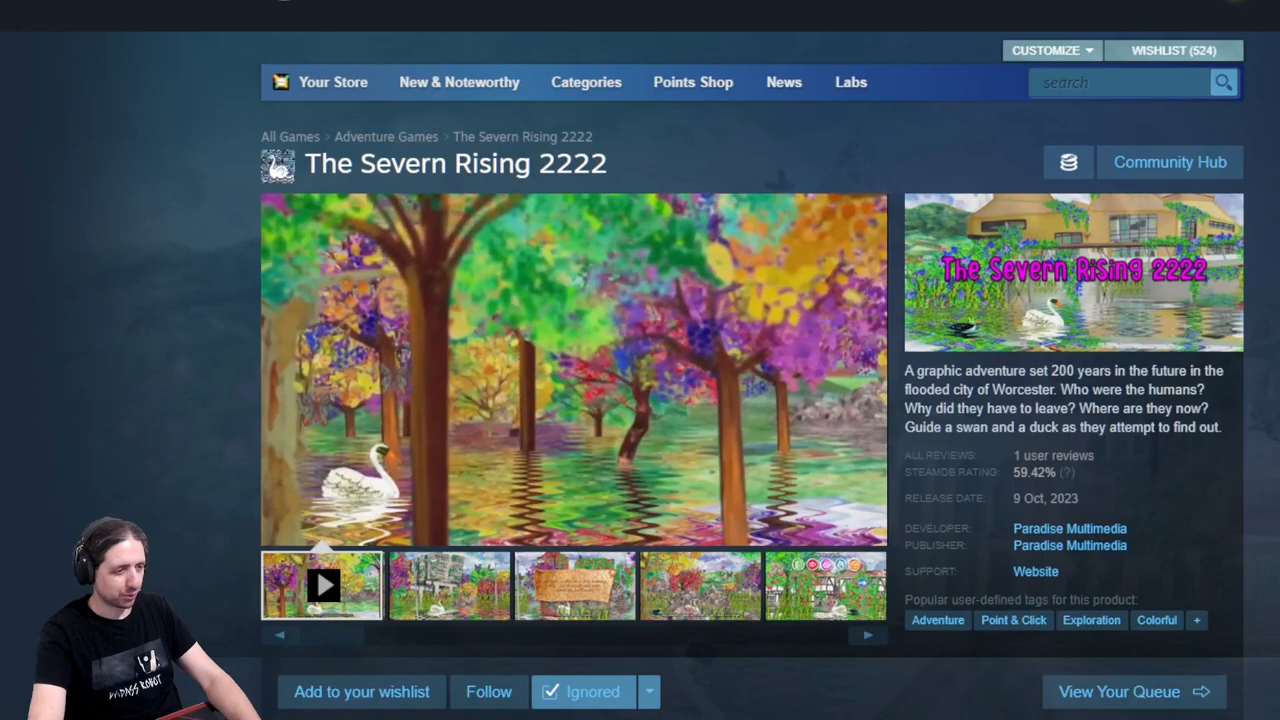 CUSTOMIZE
WISHLIST (524)
Your Store
New & Noteworthy
Categories
Points Shop
News
Labs
search
All Games > Adventure Games > The Severn Rising 2222
The Severn Rising 2222
Community Hub
The Severn Rising 2222
A graphic adventure set 200 years in the future in the
flooded city of Worcester. Who were the humans?
Why did they have to leave? Where are they now?
Guide a swan and a duck as they attempt to find out.
ALL REVIEWS: 1 user reviews
STEAMDB RATING: 59.42% (?)
RELEASE DATE: 9 Oct, 2023
DEVELOPER: Paradise Multimedia
PUBLISHER: Paradise Multimedia
SUPPORT: Website
Popular user-defined tags for this product:
Adventure
Point & Click
Exploration
Colorful
+
Add to your wishlist
Follow
Ignored
View Your Queue
BADASS ROBOT